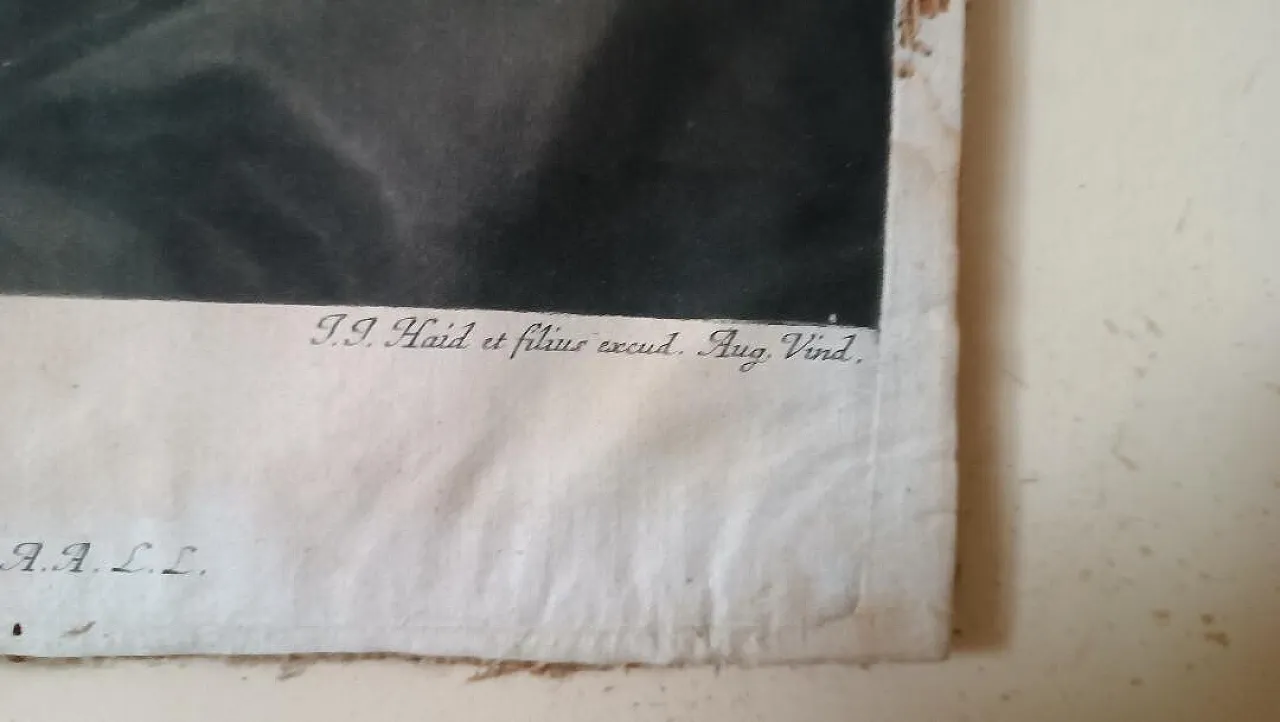 J.J. Haid et filius excud. Aug. Vind.
A.A.L.L.